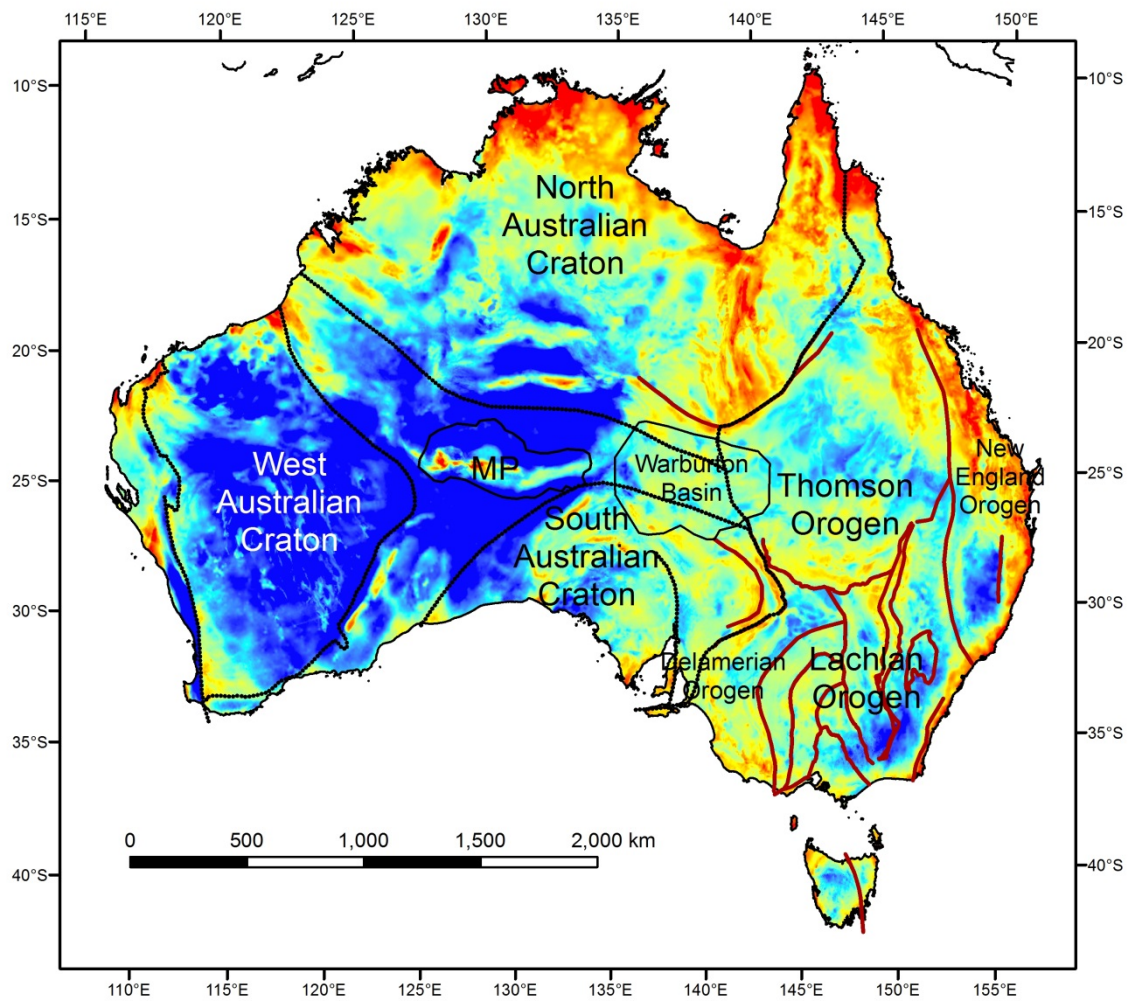 115°E 120°E 125°E 130°E 135°E 140°E 145°E 150°E
10°S 10°S
15°S 15°S
20°S 20°S
25°S 25°S
30°S 30°S
35°S 35°S
40°S 40°S
North
Australian
Craton
West
Australian
Craton
MP
Warburton
Basin
South
Australian
Craton
Thomson
Orogen
New
England
Orogen
Delamerian
Orogen
Lachlan
Orogen
0 500 1,000 1,500 2,000 km
110°E 115°E 120°E 125°E 130°E 135°E 140°E 145°E 150°E 155°E